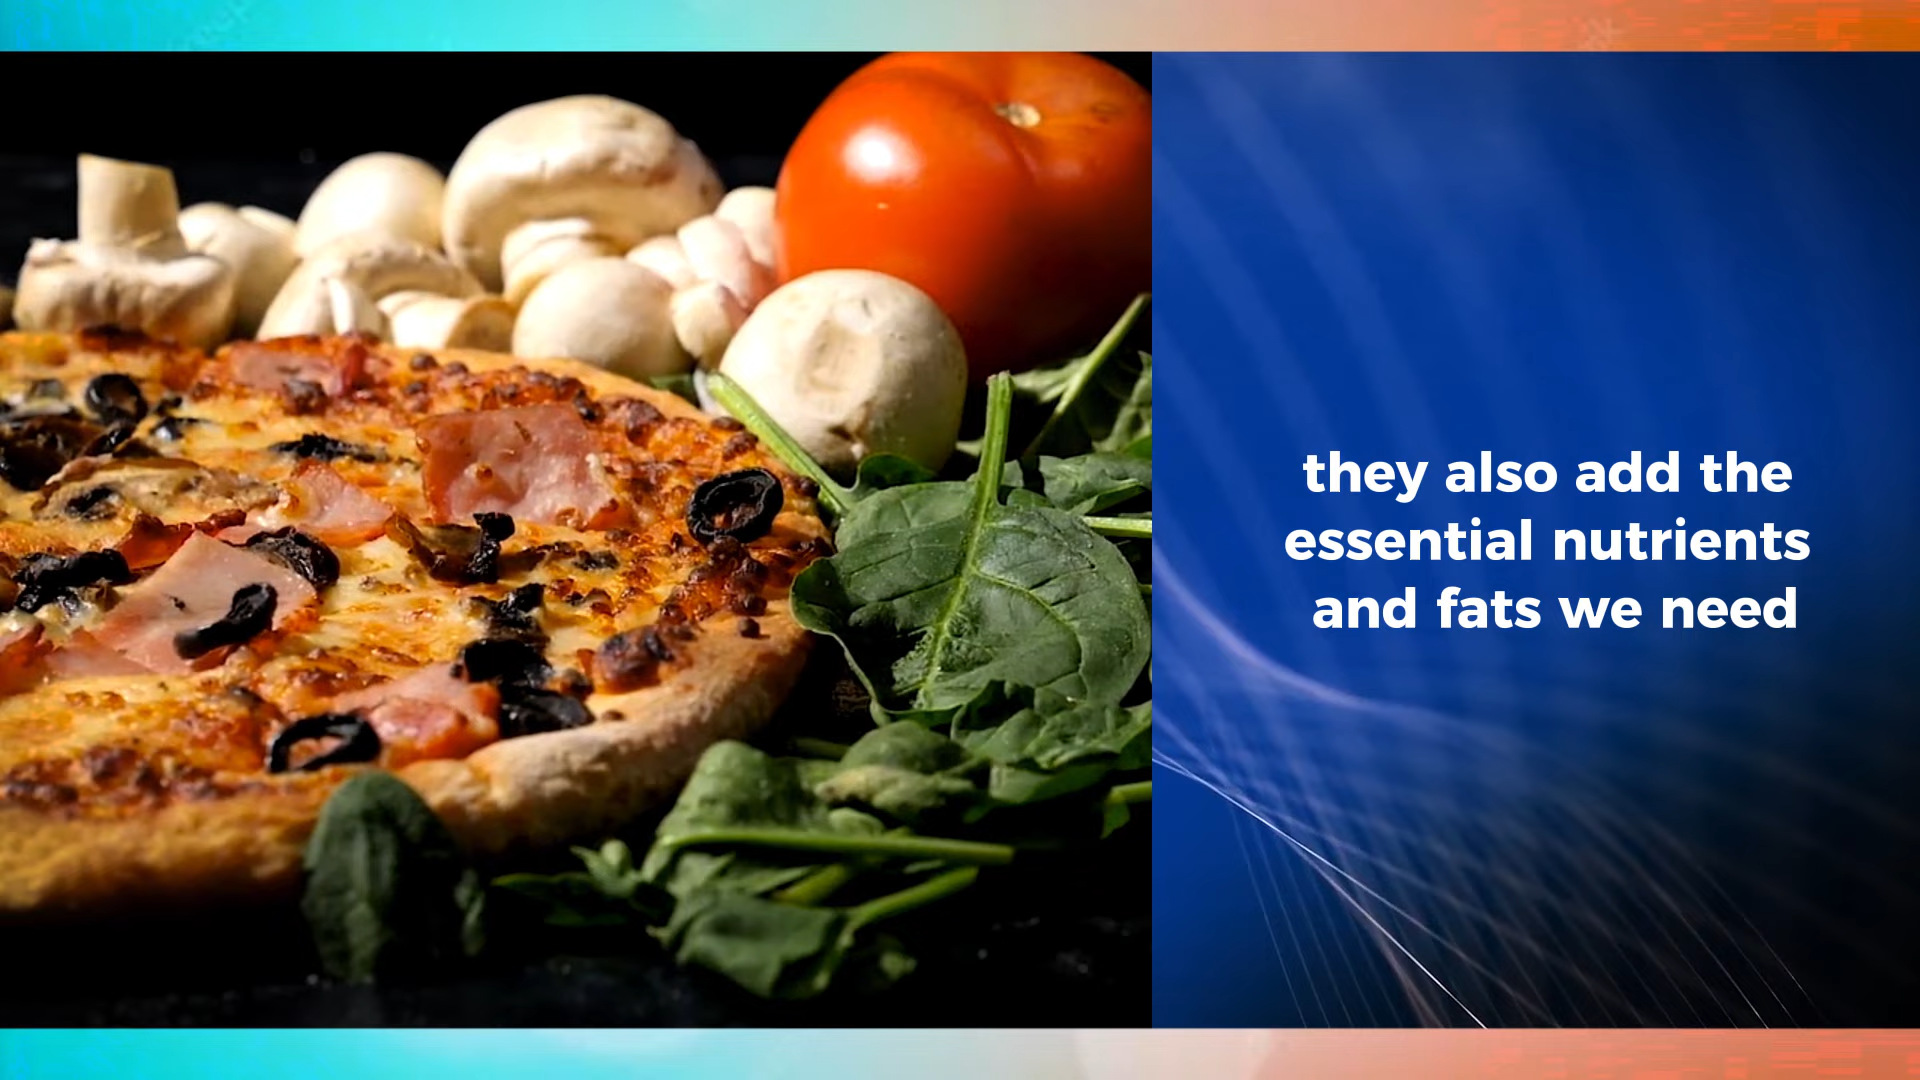 they also add the
essential nutrients
and fats we need